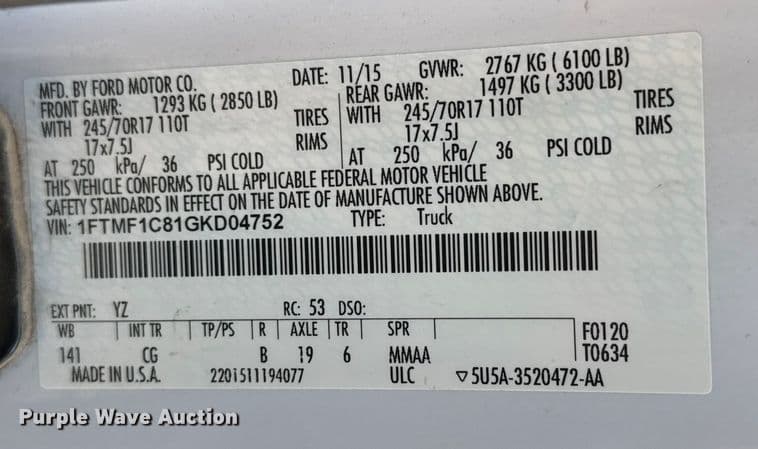 MFD. BY FORD MOTOR CO. DATE: 11/15 GVWR: 2767 KG ( 6100 LB)
FRONT GAWR: 1293 KG ( 2850 LB) REAR GAWR: 1497 KG ( 3300 LB)
WITH 245/70R17 110T TIRES WITH 245/70R17 110T TIRES
17x7.5J RIMS 17x7.5J RIMS
AT 250 kPa/ 36 PSI COLD AT 250 kPa/ 36 PSI COLD
THIS VEHICLE CONFORMS TO ALL APPLICABLE FEDERAL MOTOR VEHICLE
SAFETY STANDARDS IN EFFECT ON THE DATE OF MANUFACTURE SHOWN ABOVE.
VIN: 1FTMF1C81GKD04752 TYPE: Truck
EXT PNT: YZ RC: 53 DSO:
WB INT TR TP/PS R AXLE TR SPR F0120
141 CG B 19 6 MMAA T0634
MADE IN U.S.A. 2201511194077 ULC ▽5U5A-3520472-AA
Purple Wave Auction